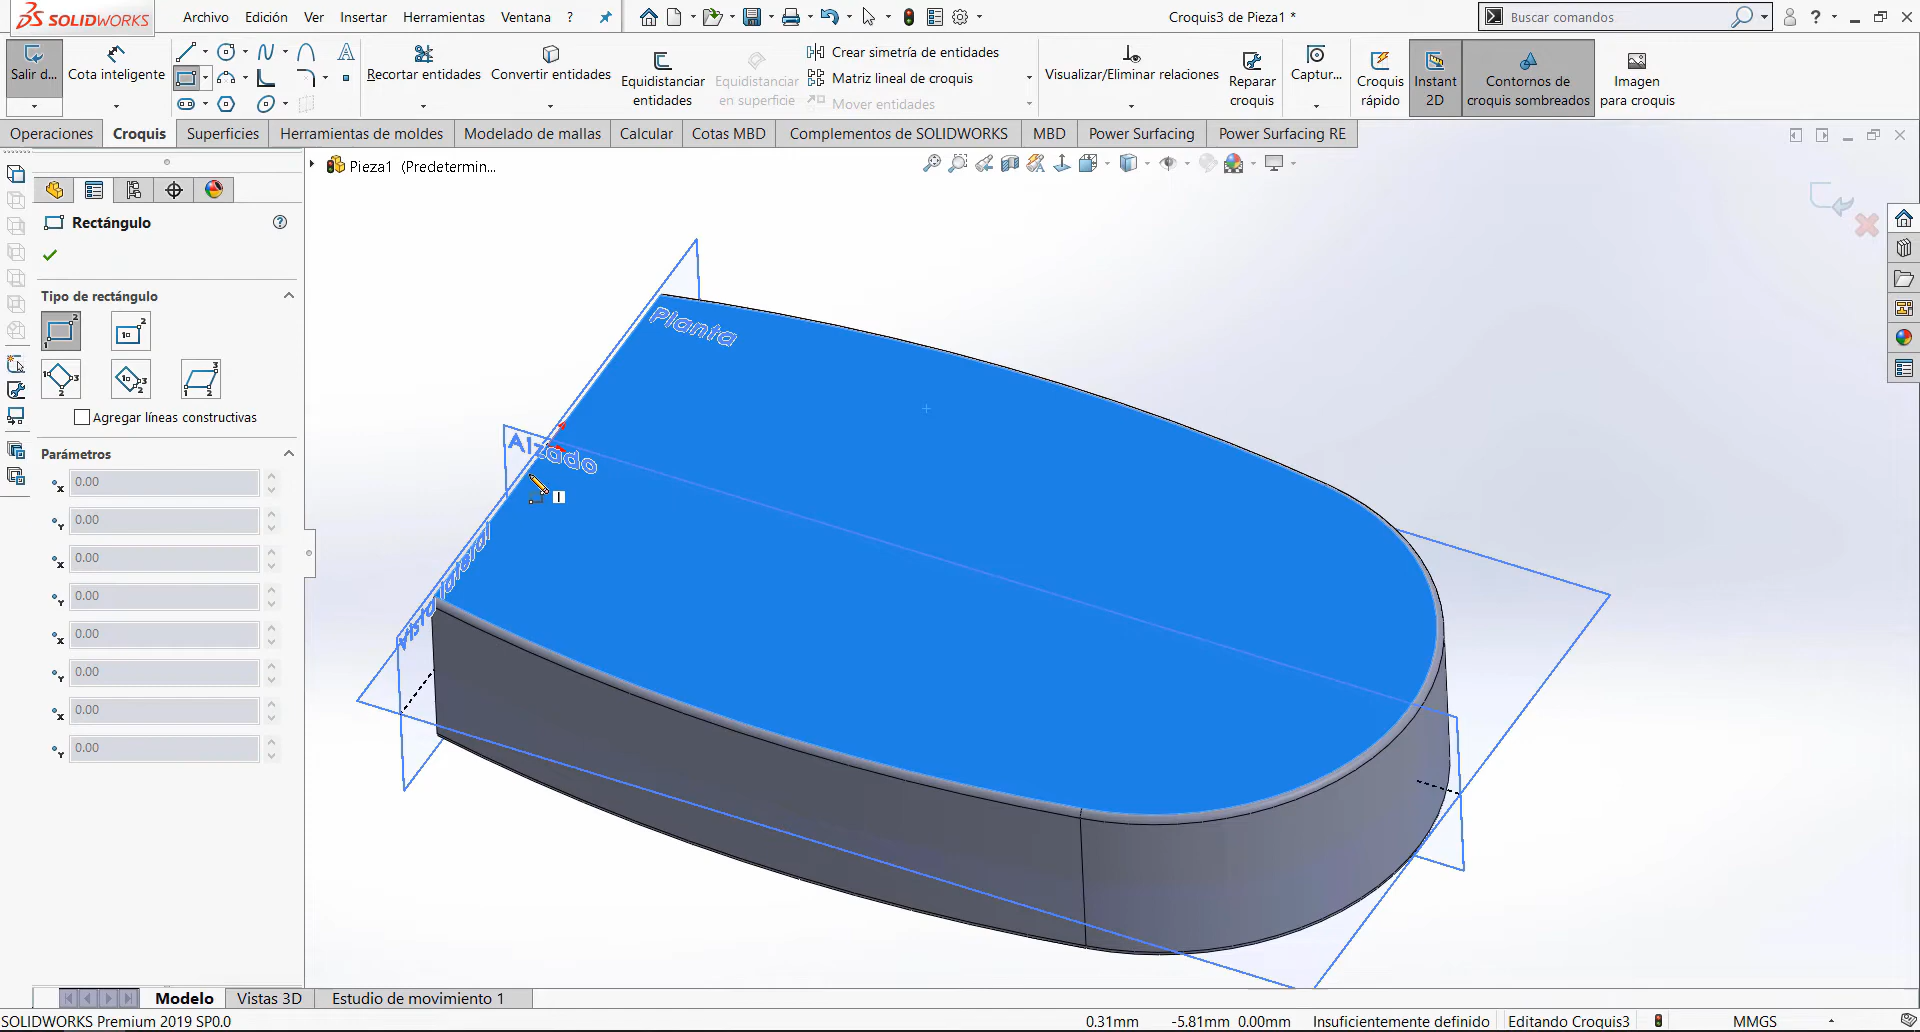 SOLIDWORKS
Archivo Edición Ver Insertar Herramientas Ventana ?
Croquis3 de Pieza1 *
Buscar comandos
Salir d...
Cota inteligente
Recortar entidades
Convertir entidades
Equidistanciar entidades
Equidistanciar en superficie
Crear simetría de entidades
Matriz lineal de croquis
Mover entidades
Visualizar/Eliminar relaciones
Reparar croquis
Captur...
Croquis rápido
Instant 2D
Contornos de croquis sombreados
Imagen para croquis
Operaciones Croquis Superficies Herramientas de moldes Modelado de mallas Calcular Cotas MBD Complementos de SOLIDWORKS MBD Power Surfacing Power Surfacing RE
Pieza1 (Predetermin...
Rectángulo
Tipo de rectángulo
Agregar líneas constructivas
Parámetros
0.00
0.00
0.00
0.00
0.00
0.00
0.00
0.00
Planta
Alzado
Vista lateral
Modelo Vistas 3D Estudio de movimiento 1
SOLIDWORKS Premium 2019 SP0.0
0.31mm -5.81mm 0.00mm Insuficientemente definido Editando Croquis3 MMGS